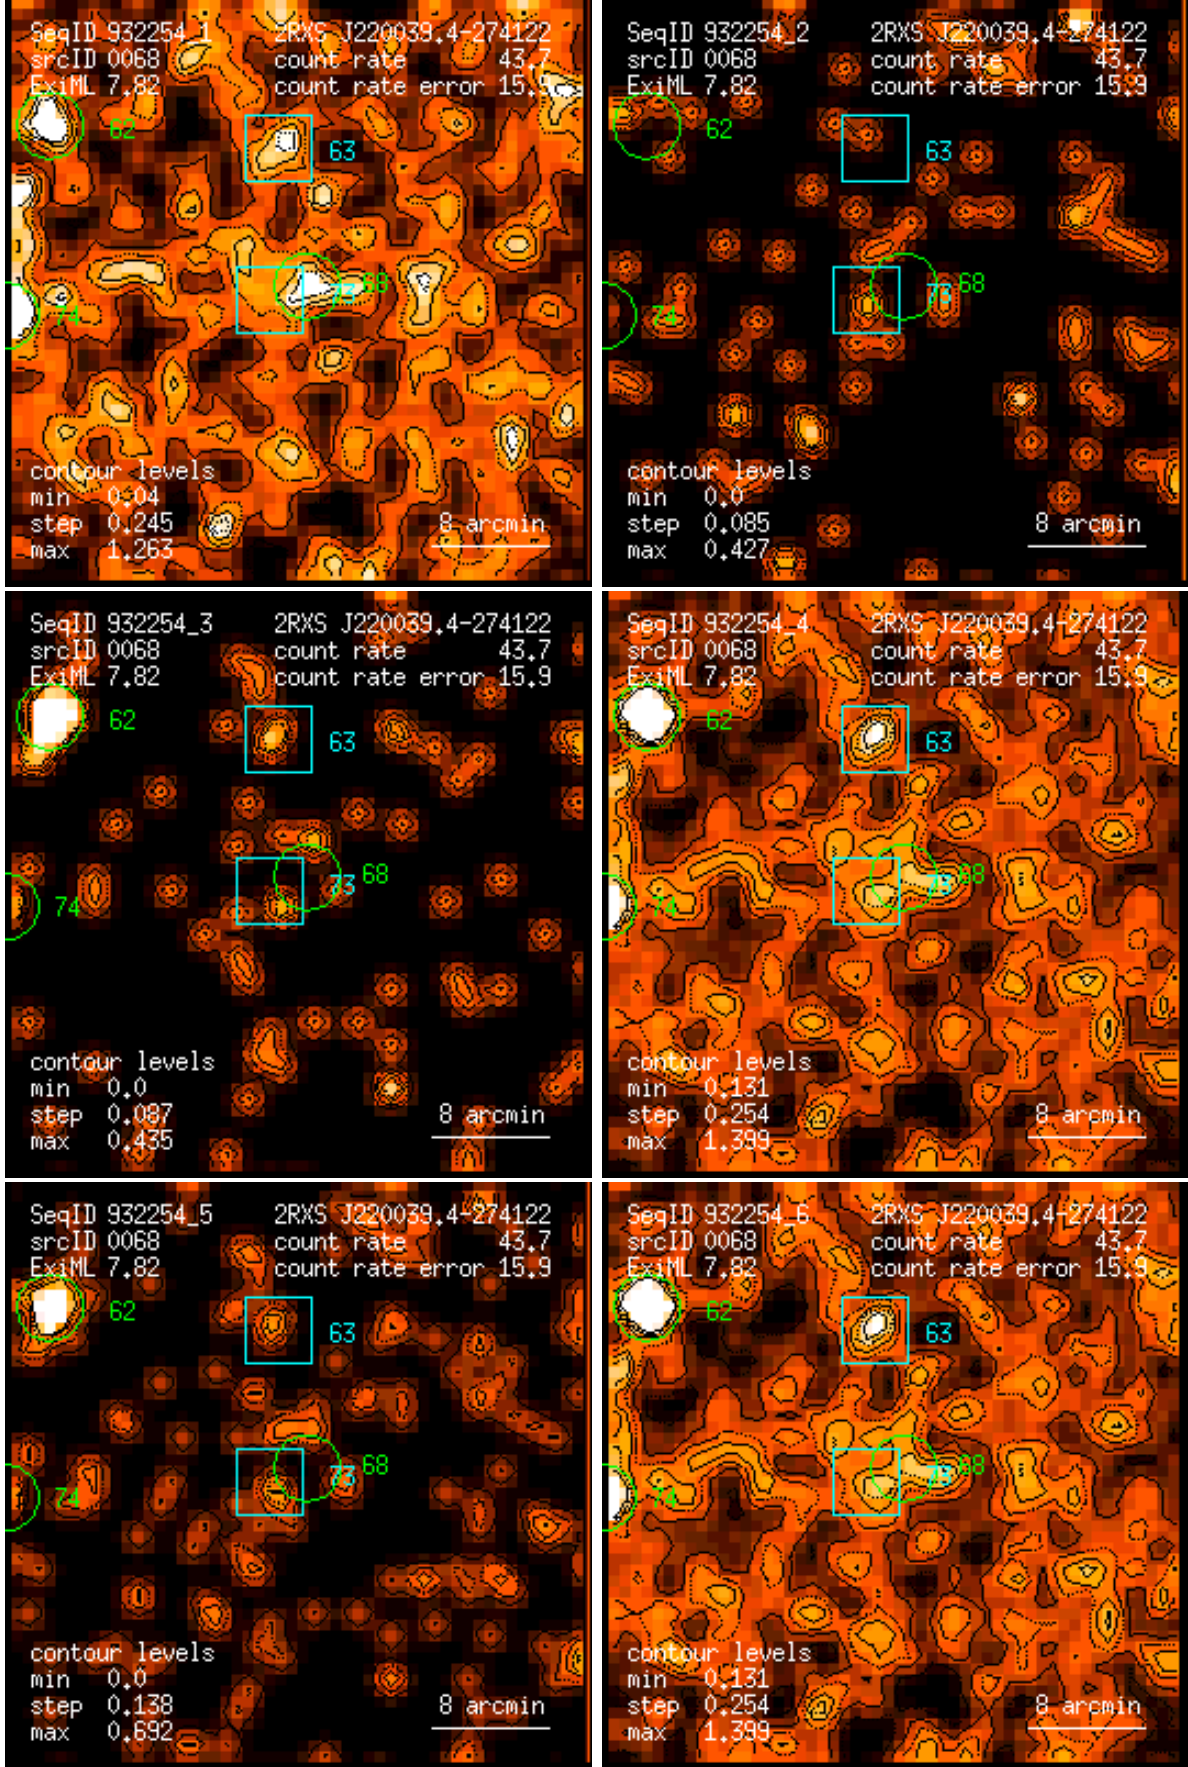 SeqID 932254_1 2RXS J220039.4-274122
srcID 0068 count rate 43.7
ExiML 7.82 count rate error 15.9
62
63
68
73
74
contour levels
min 0.04
step 0.245
max 1.263
8 arcmin
SeqID 932254_2 2RXS J220039.4-274122
srcID 0068 count rate 43.7
ExiML 7.82 count rate error 15.9
62
63
68
73
74
contour levels
min 0.0
step 0.085
max 0.427
8 arcmin
SeqID 932254_3 2RXS J220039.4-274122
srcID 0068 count rate 43.7
ExiML 7.82 count rate error 15.9
62
63
68
73
74
contour levels
min 0.0
step 0.087
max 0.435
8 arcmin
SeqID 932254_4 2RXS J220039.4-274122
srcID 0068 count rate 43.7
ExiML 7.82 count rate error 15.9
62
63
68
73
74
contour levels
min 0.131
step 0.254
max 1.399
8 arcmin
SeqID 932254_5 2RXS J220039.4-274122
srcID 0068 count rate 43.7
ExiML 7.82 count rate error 15.9
62
63
68
73
74
contour levels
min 0.0
step 0.138
max 0.692
8 arcmin
SeqID 932254_6 2RXS J220039.4-274122
srcID 0068 count rate 43.7
ExiML 7.82 count rate error 15.9
62
63
68
73
74
contour levels
min 0.131
step 0.254
max 1.399
8 arcmin